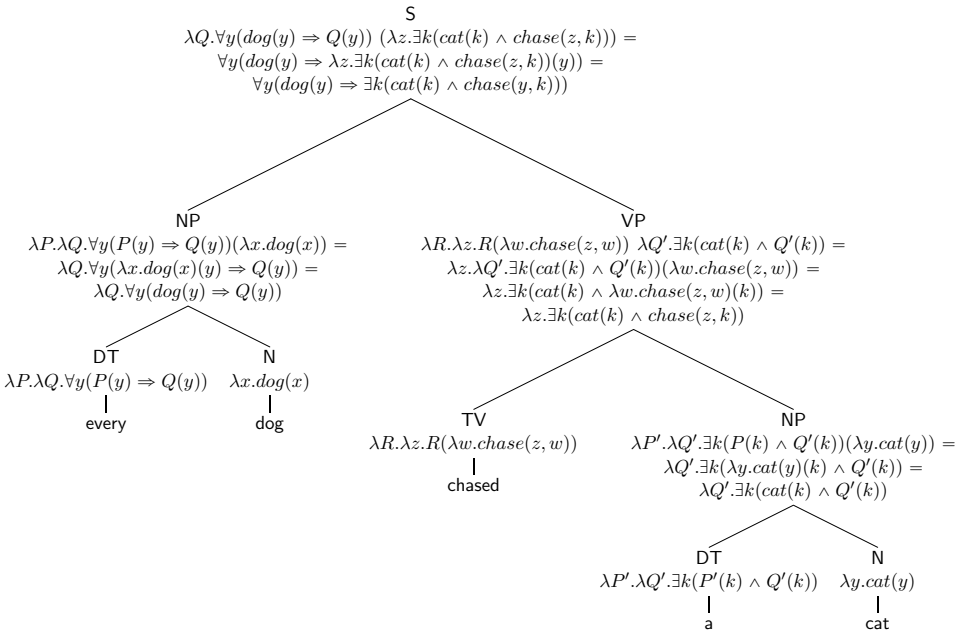 S
λQ.∀y(dog(y) ⇒ Q(y)) (λz.∃k(cat(k) ∧ chase(z, k))) =
∀y(dog(y) ⇒ λz.∃k(cat(k) ∧ chase(z, k))(y)) =
∀y(dog(y) ⇒ ∃k(cat(k) ∧ chase(y, k)))
NP
λP.λQ.∀y(P(y) ⇒ Q(y))(λx.dog(x)) =
λQ.∀y(λx.dog(x)(y) ⇒ Q(y)) =
λQ.∀y(dog(y) ⇒ Q(y))
DT
λP.λQ.∀y(P(y) ⇒ Q(y))
every
N
λx.dog(x)
dog
VP
λR.λz.R(λw.chase(z, w)) λQ′.∃k(cat(k) ∧ Q′(k)) =
λz.λQ′.∃k(cat(k) ∧ Q′(k))(λw.chase(z, w)) =
λz.∃k(cat(k) ∧ λw.chase(z, w)(k)) =
λz.∃k(cat(k) ∧ chase(z, k))
TV
λR.λz.R(λw.chase(z, w))
chased
NP
λP′.λQ′.∃k(P(k) ∧ Q′(k))(λy.cat(y)) =
λQ′.∃k(λy.cat(y)(k) ∧ Q′(k)) =
λQ′.∃k(cat(k) ∧ Q′(k))
DT
λP′.λQ′.∃k(P′(k) ∧ Q′(k))
a
N
λy.cat(y)
cat